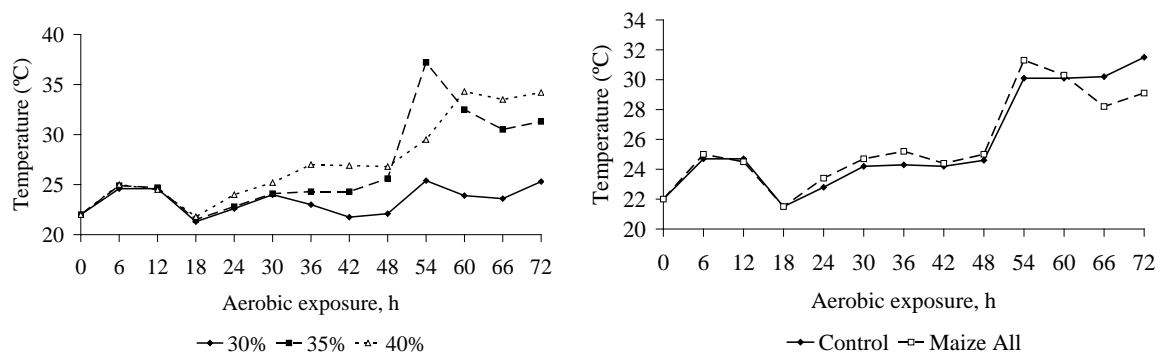 Temperature (ºC)
40
35
30
25
20
0 6 12 18 24 30 36 42 48 54 60 66 72
Aerobic exposure, h
30% 35% 40%
Temperature (ºC)
34
32
30
28
26
24
22
20
0 6 12 18 24 30 36 42 48 54 60 66 72
Aerobic exposure, h
Control Maize All